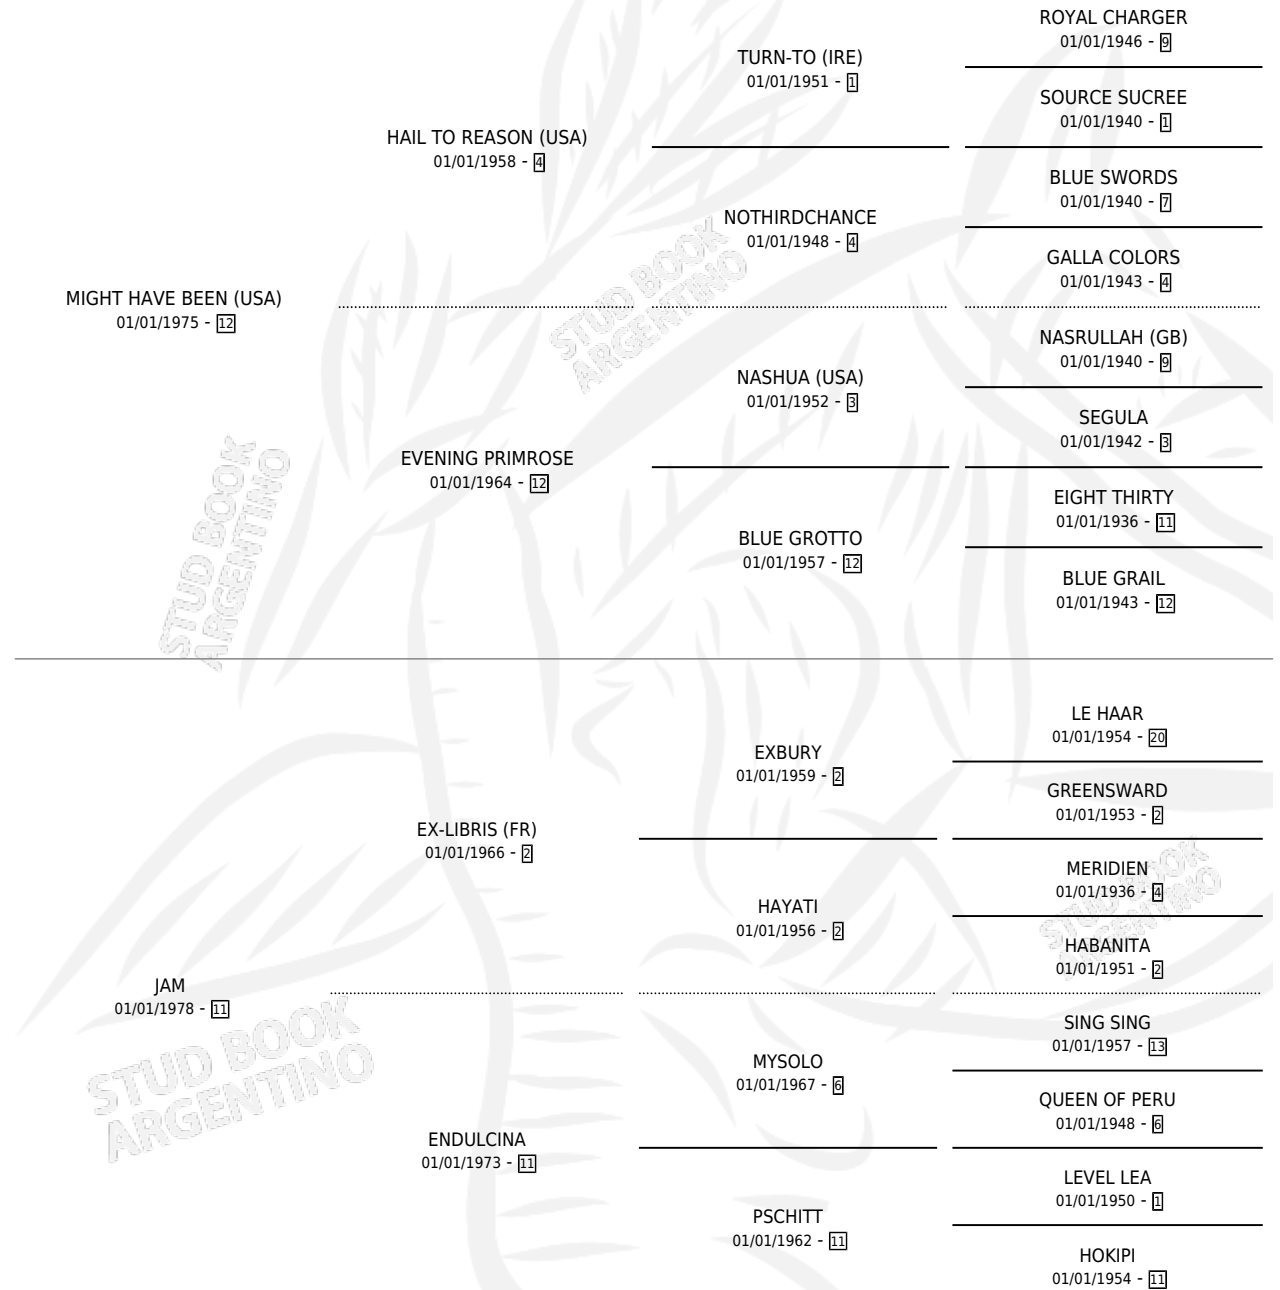 ROYAL CHARGER
01/01/1946 - 9
TURN-TO (IRE)
01/01/1951 - 1
SOURCE SUCREE
01/01/1940 - 1
HAIL TO REASON (USA)
01/01/1958 - 4
BLUE SWORDS
01/01/1940 - 7
NOTHIRDCHANCE
01/01/1948 - 4
GALLA COLORS
01/01/1943 - 4
MIGHT HAVE BEEN (USA)
01/01/1975 - 12
NASRULLAH (GB)
01/01/1940 - 9
NASHUA (USA)
01/01/1952 - 3
SEGULA
01/01/1942 - 3
EVENING PRIMROSE
01/01/1964 - 12
EIGHT THIRTY
01/01/1936 - 11
BLUE GROTTO
01/01/1957 - 12
BLUE GRAIL
01/01/1943 - 12
LE HAAR
01/01/1954 - 20
EXBURY
01/01/1959 - 2
GREENSWARD
01/01/1953 - 2
EX-LIBRIS (FR)
01/01/1966 - 2
MERIDIEN
01/01/1936 - 4
HAYATI
01/01/1956 - 2
HABANITA
01/01/1951 - 2
JAM
01/01/1978 - 11
SING SING
01/01/1957 - 13
MYSOLO
01/01/1967 - 6
QUEEN OF PERU
01/01/1948 - 6
ENDULCINA
01/01/1973 - 11
LEVEL LEA
01/01/1950 - 1
PSCHITT
01/01/1962 - 11
HOKIPI
01/01/1954 - 11
STUD BOOK
ARGENTINO
STUD BOOK
ARGENTINO
STUD BOOK
ARGENTINO
STUD BOOK
ARGENTINO